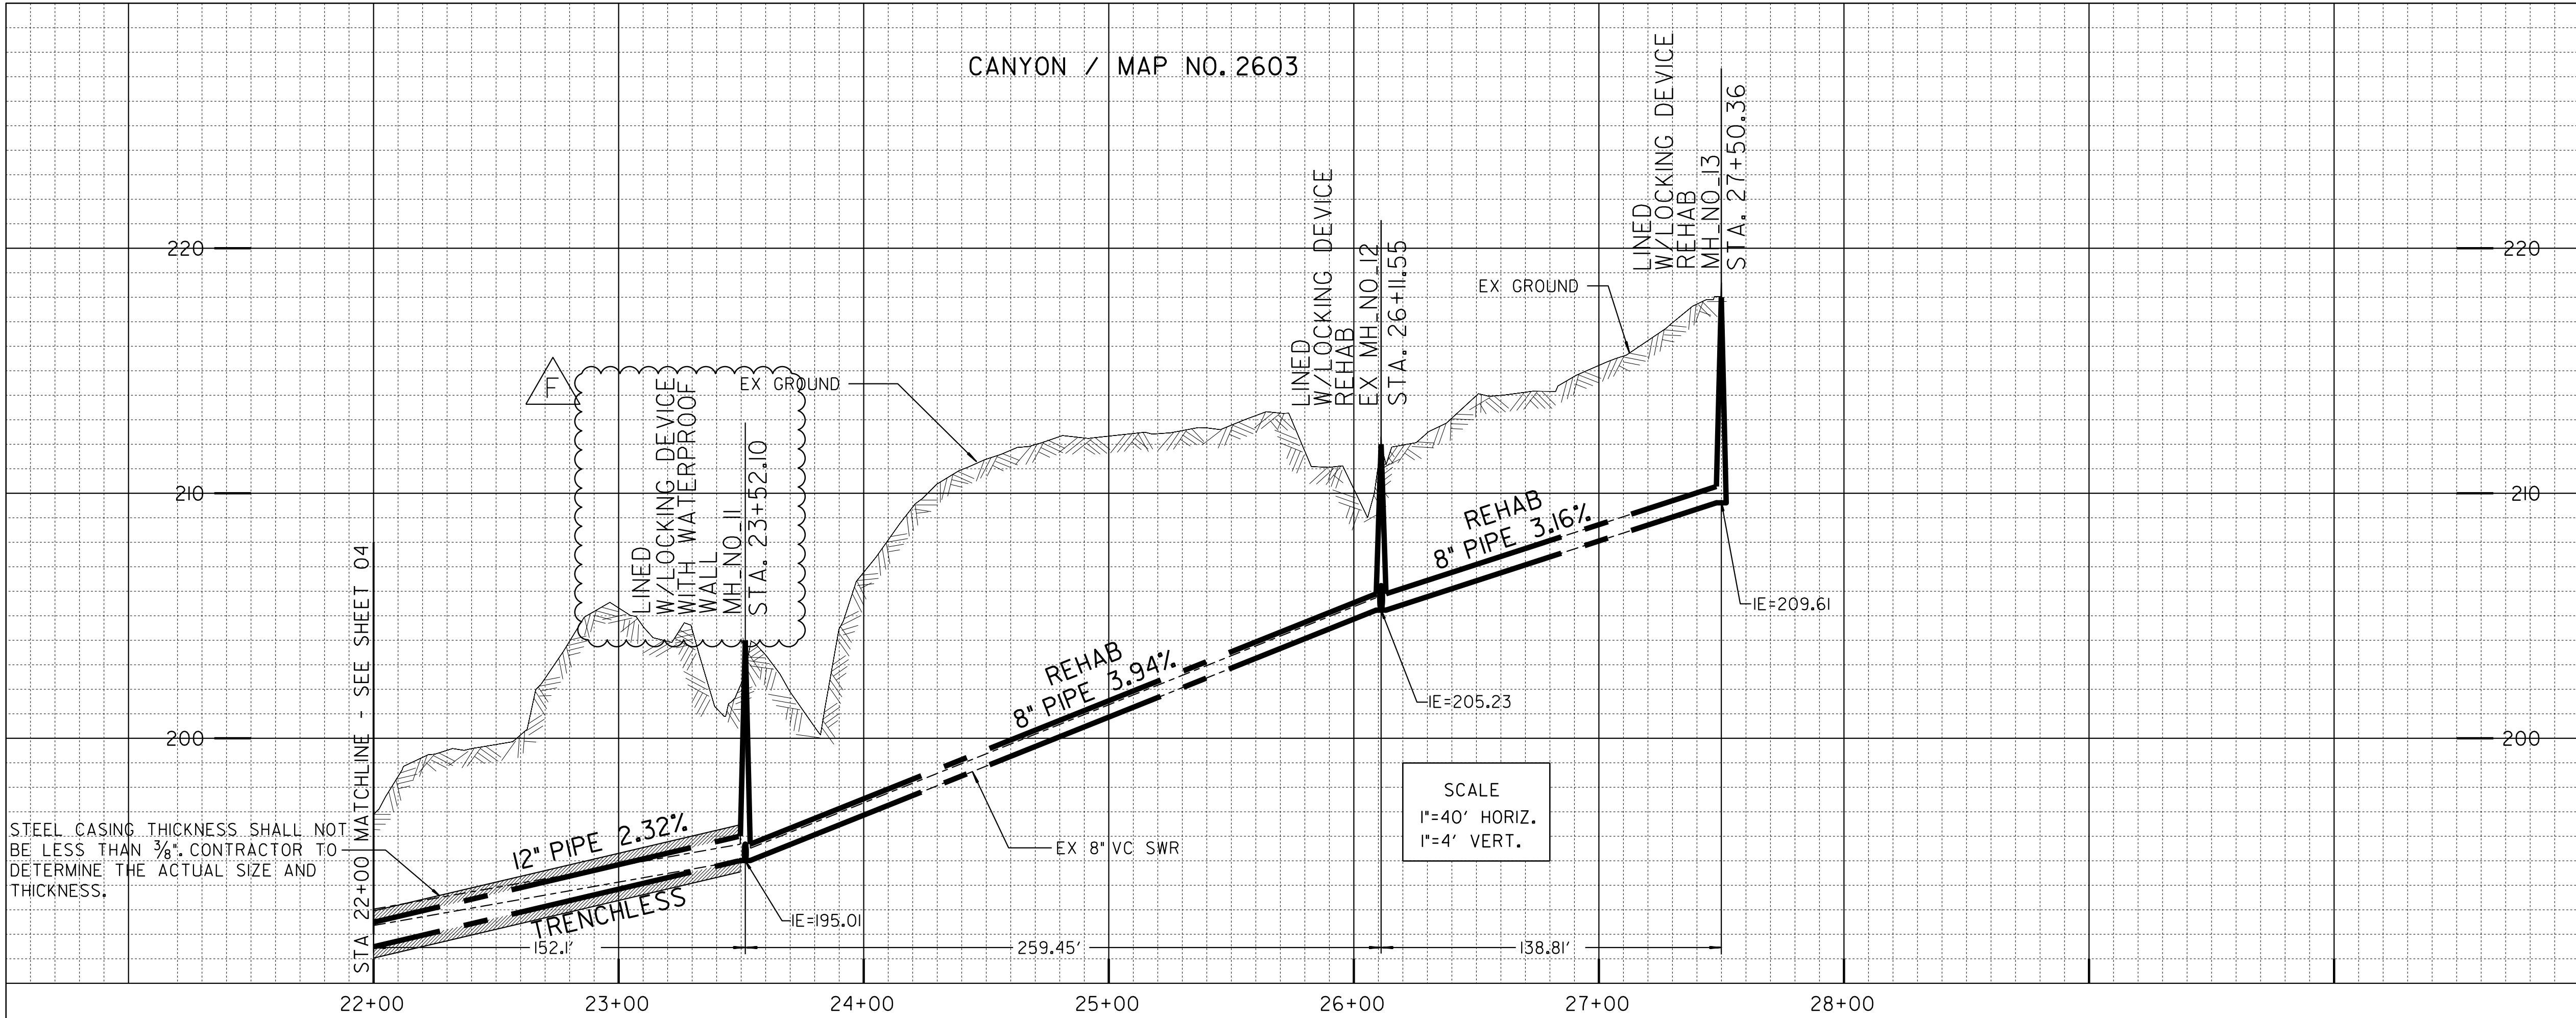 CANYON / MAP NO. 2603
220
210
200
220
210
200
F
LINED
W/LOCKING DEVICE
WITH WATERPROOF
WALL
MH_NO_11
STA. 23+52.10
EX GROUND
LINED
W/LOCKING DEVICE
REHAB
EX MH_NO_12
STA. 26+11.55
EX GROUND
LINED
W/LOCKING DEVICE
REHAB
MH_NO_13
STA. 27+50.36
STA 22+00 MATCHLINE - SEE SHEET 04
STEEL CASING THICKNESS SHALL NOT
BE LESS THAN 3/8". CONTRACTOR TO
DETERMINE THE ACTUAL SIZE AND
THICKNESS.
12" PIPE 2.32%
TRENCHLESS
REHAB
8" PIPE 3.94%
REHAB
8" PIPE 3.16%
IE=195.01
EX 8" VC SWR
IE=205.23
IE=209.61
SCALE
1"=40' HORIZ.
1"=4' VERT.
152.1'
259.45'
138.81'
22+00
23+00
24+00
25+00
26+00
27+00
28+00